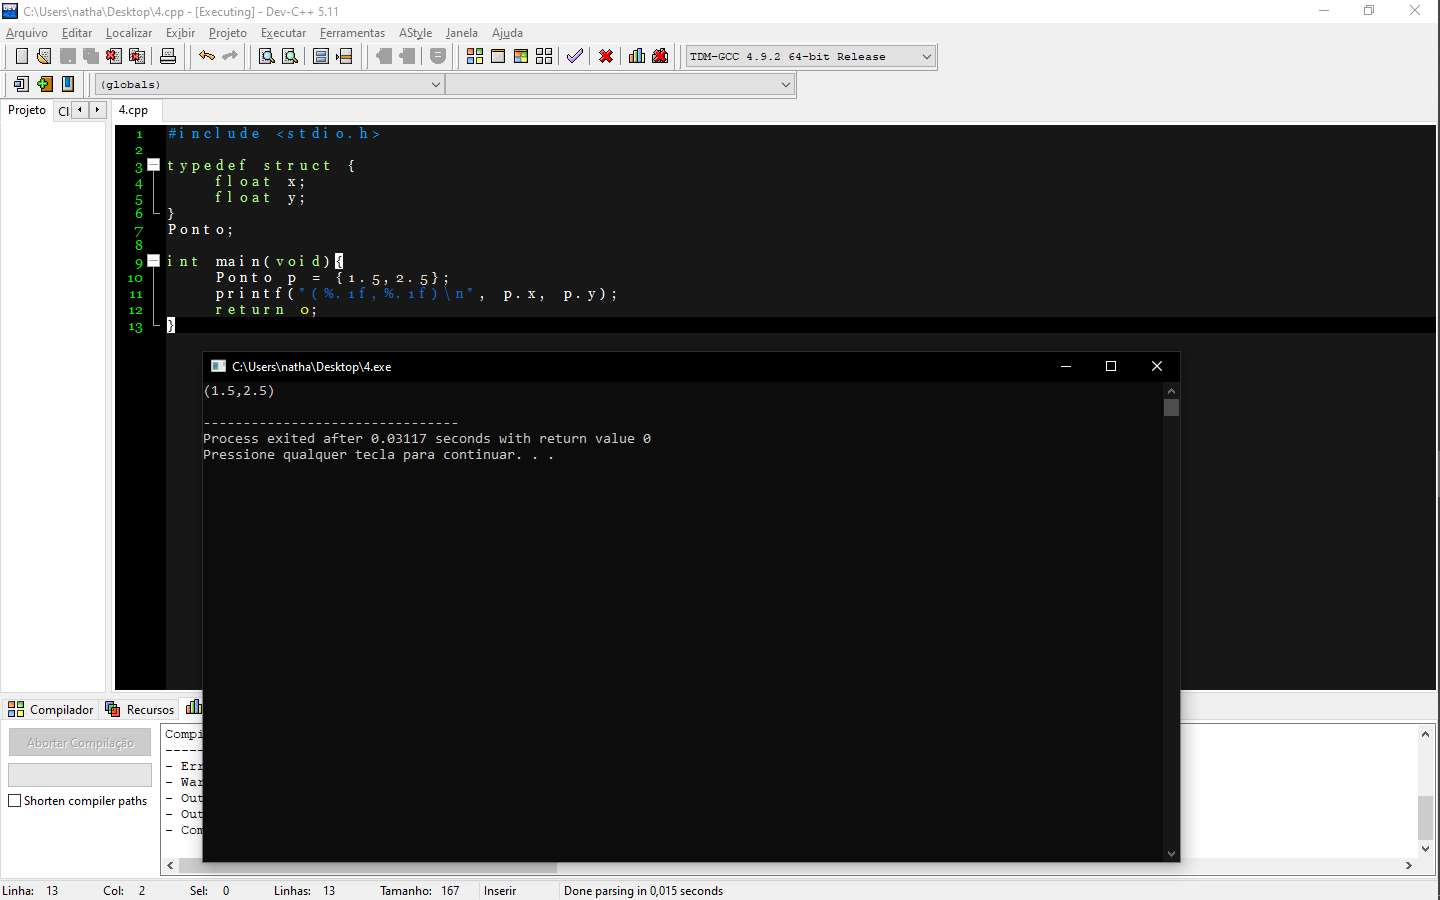 C:\Users\natha\Desktop\4.cpp - [Executing] - Dev-C++ 5.11
Arquivo Editar Localizar Exibir Projeto Executar Ferramentas AStyle Janela Ajuda
TDM-GCC 4.9.2 64-bit Release
(globals)
Projeto Cl 4.cpp
1 #include <stdio.h>
2
3 typedef struct {
4 float x;
5 float y;
6 }
7 Ponto;
8
9 int main(void){
10 Ponto p = {1.5,2.5};
11 printf("(%.1f,%.1f)\n", p.x, p.y);
12 return 0;
13 }
C:\Users\natha\Desktop\4.exe
(1.5,2.5)
--------------------------------
Process exited after 0.03117 seconds with return value 0
Pressione qualquer tecla para continuar. . .
Compilador Recursos
Abortar Compilação
Shorten compiler paths
Compi
-----
- Err
- War
- Out
- Out
- Com
Linha: 13 Col: 2 Sel: 0 Linhas: 13 Tamanho: 167 Inserir Done parsing in 0,015 seconds